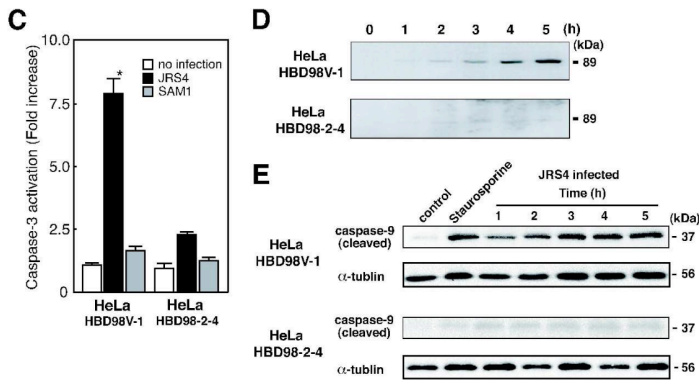 C
Caspase-3 activation (Fold increase)
10.0
7.5
5.0
2.5
0
no infection
JRS4
SAM1
*
HeLa
HBD98V-1
HeLa
HBD98-2-4
D
0 1 2 3 4 5 (h)
(kDa)
HeLa
HBD98V-1
- 89
HeLa
HBD98-2-4
- 89
E
control
Staurosporine
JRS4 infected
Time (h)
1 2 3 4 5 (kDa)
HeLa
HBD98V-1
caspase-9
(cleaved)
- 37
α-tublin
- 56
HeLa
HBD98-2-4
caspase-9
(cleaved)
- 37
α-tublin
- 56